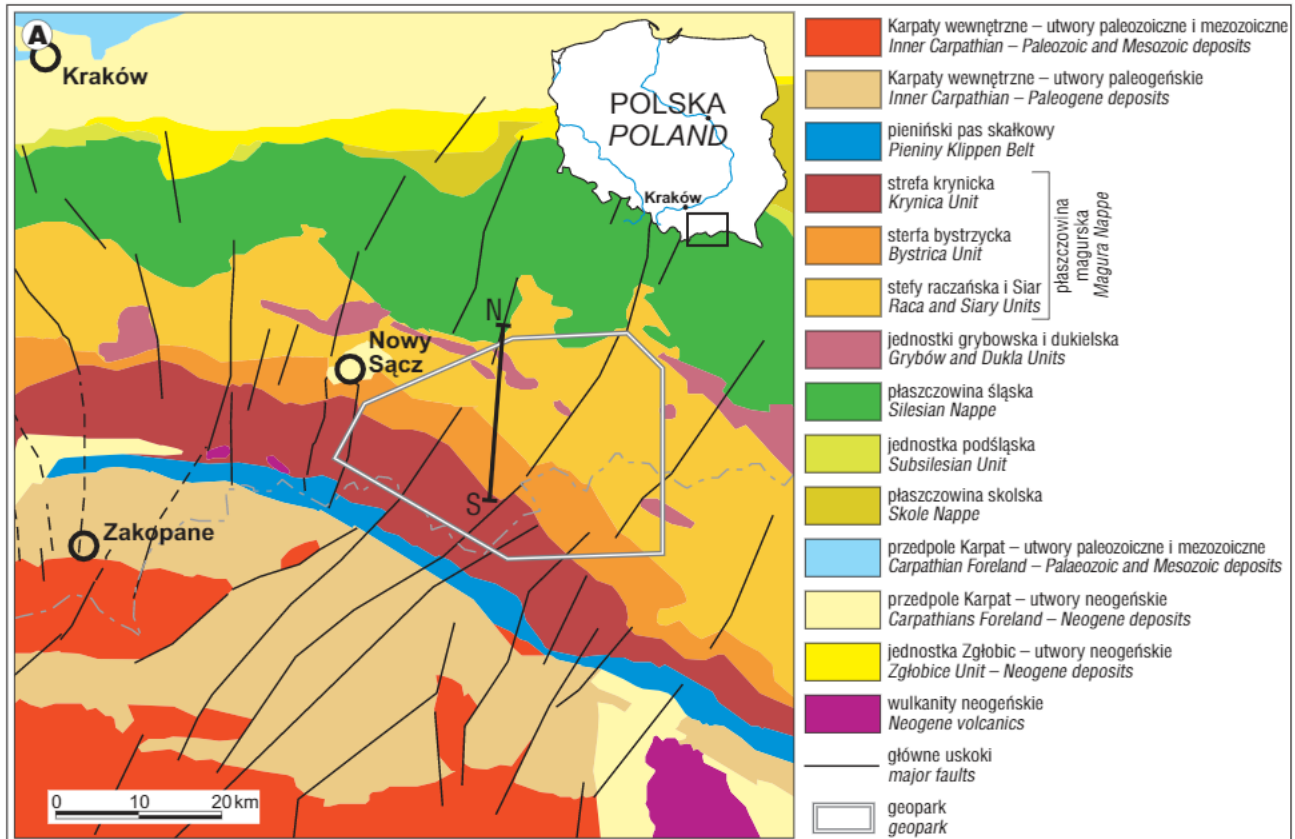 A
Kraków
POLSKA
POLAND
Kraków
N
Nowy
Sącz
S
Zakopane
0 10 20 km
Karpaty wewnętrzne – utwory paleozoiczne i mezozoiczne
Inner Carpathian – Paleozoic and Mesozoic deposits
Karpaty wewnętrzne – utwory paleogeńskie
Inner Carpathian – Paleogene deposits
pieniński pas skałkowy
Pieniny Klippen Belt
strefa krynicka
Krynica Unit
sterfa bystrzycka
Bystrica Unit
stefy raczańska i Siar
Raca and Siary Units
płaszczowina
magurska
Magura Nappe
jednostki grybowska i dukielska
Grybów and Dukla Units
płaszczowina śląska
Silesian Nappe
jednostka podśląska
Subsilesian Unit
płaszczowina skolska
Skole Nappe
przedpole Karpat – utwory paleozoiczne i mezozoiczne
Carpathian Foreland – Palaeozoic and Mesozoic deposits
przedpole Karpat – utwory neogeńskie
Carpathians Foreland – Neogene deposits
jednostka Zgłobic – utwory neogeńskie
Zgłobice Unit – Neogene deposits
wulkanity neogeńskie
Neogene volcanics
główne uskoki
major faults
geopark
geopark